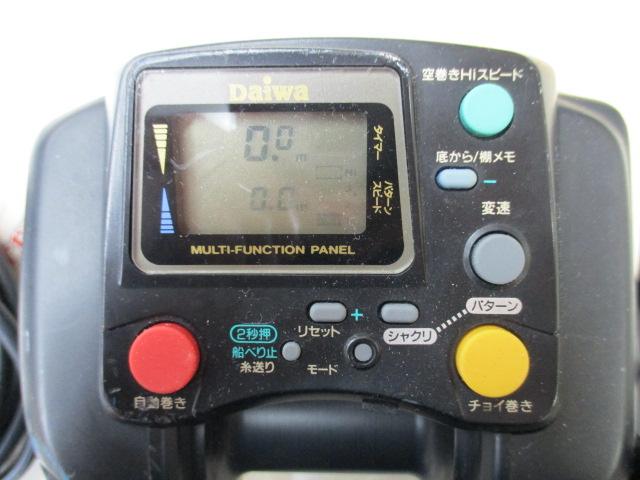 Daiwa
空巻きHiスピード
0.0 m
タイマー
底から/棚メモ
−
パターン
スピード
変速
MULTI-FUNCTION PANEL
パターン
リセット
+
シャクリ
2秒押
船べり止
糸送り
モード
自動巻き
チョイ巻き